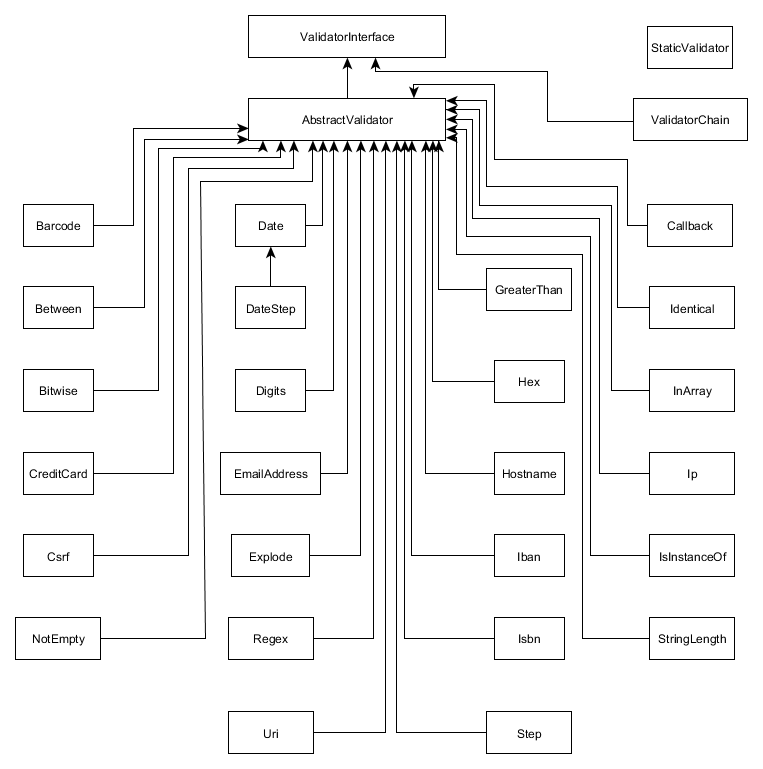 ValidatorInterface
StaticValidator
AbstractValidator
ValidatorChain
Barcode
Date
Callback
GreaterThan
Between
DateStep
Identical
Hex
Bitwise
Digits
InArray
CreditCard
EmailAddress
Hostname
Ip
Csrf
Explode
Iban
IsInstanceOf
NotEmpty
Regex
Isbn
StringLength
Uri
Step